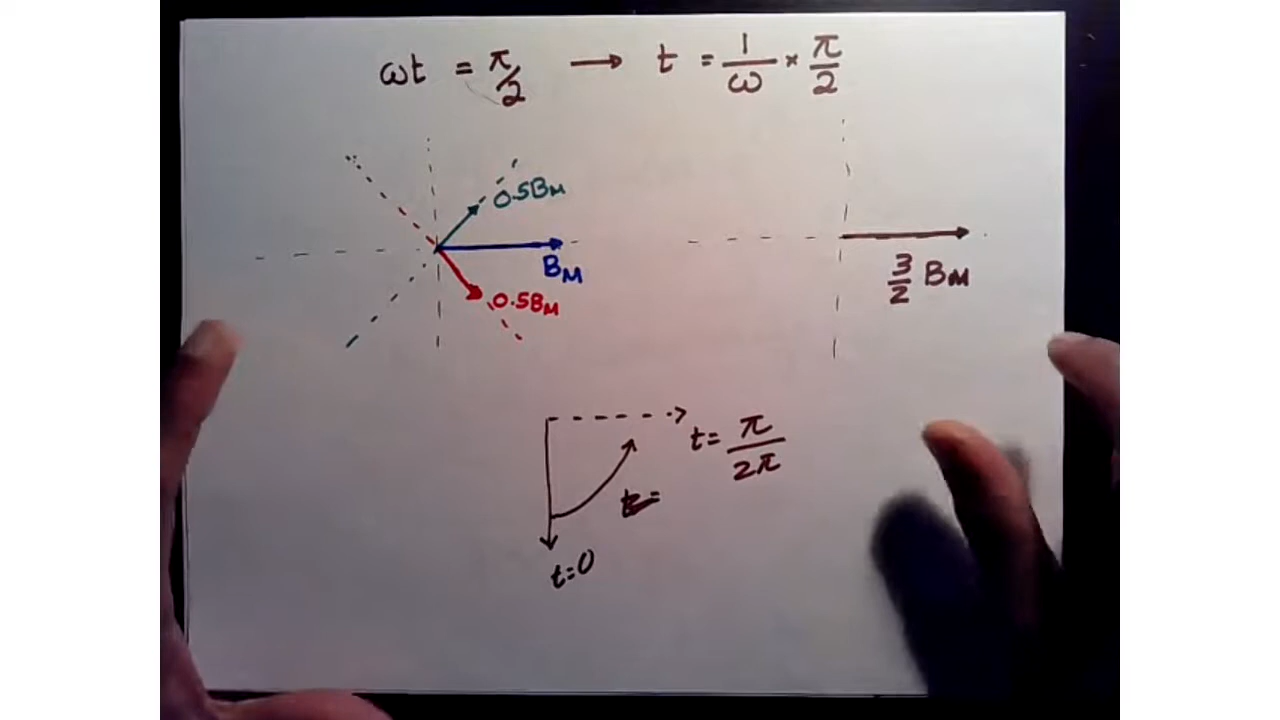 ωt = π/2 → t = 1/ω × π/2
0.5BM
BM
0.5BM
3/2 BM
t = π/2π
t=
t=0